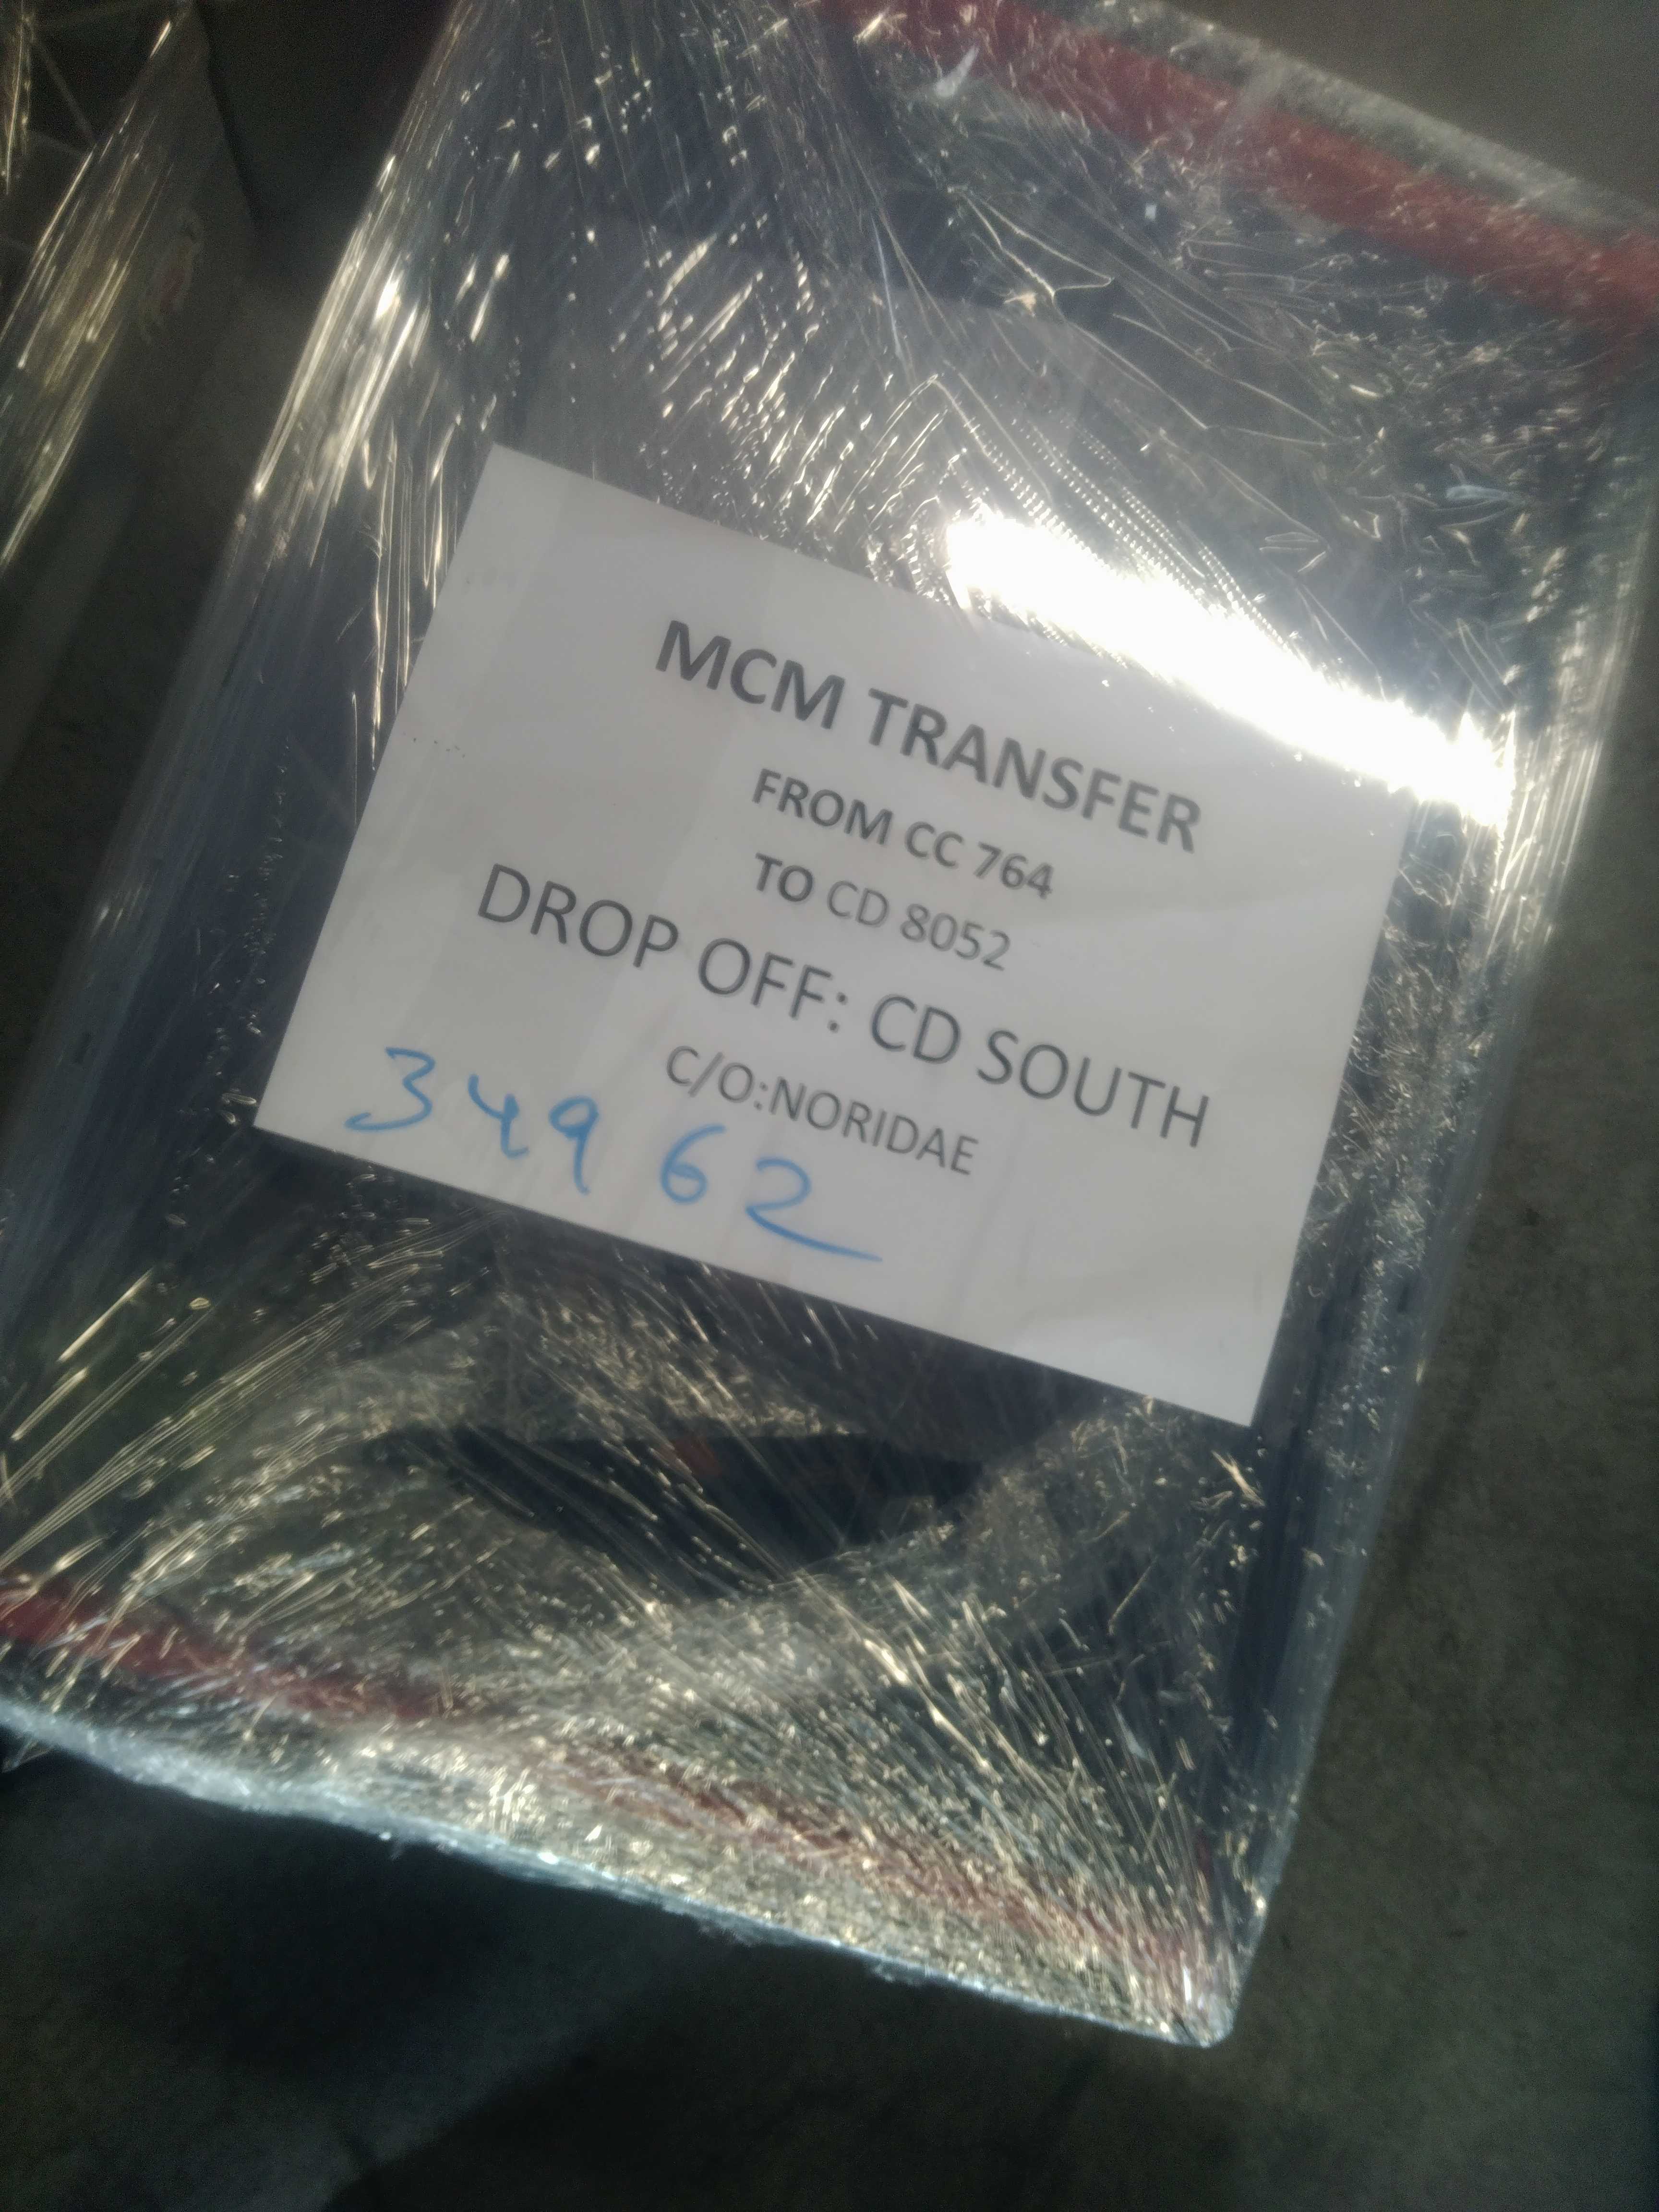 MCM TRANSFER
FROM CC 764
TO CD 8052
DROP OFF: CD SOUTH
C/O:NORIDAE
34962